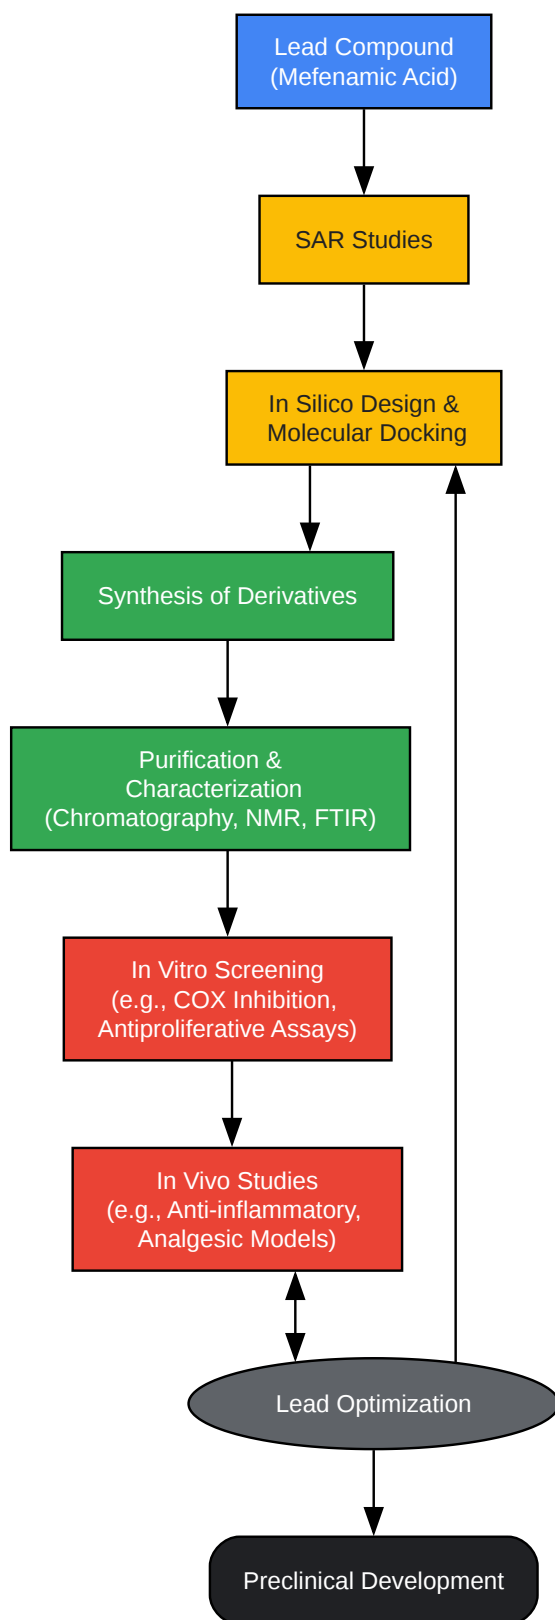 Lead Compound
(Mefenamic Acid)
SAR Studies
In Silico Design &
Molecular Docking
Synthesis of Derivatives
Purification &
Characterization
(Chromatography, NMR, FTIR)
In Vitro Screening
(e.g., COX Inhibition,
Antiproliferative Assays)
In Vivo Studies
(e.g., Anti-inflammatory,
Analgesic Models)
Lead Optimization
Preclinical Development